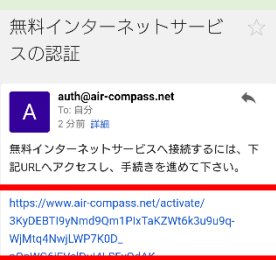 無料インターネットサービ
スの認証
A
auth@air-compass.net
To: 自分
2 分前 詳細
無料インターネットサービスへ接続するには、下
記URLへアクセスし、手続きを進めて下さい。
https://www.air-compass.net/activate/
3KyDEBTI9yNmd9Qm1PIxTaKZWt6k3u9u9q-
WjMtq4NwjLWP7K0D_